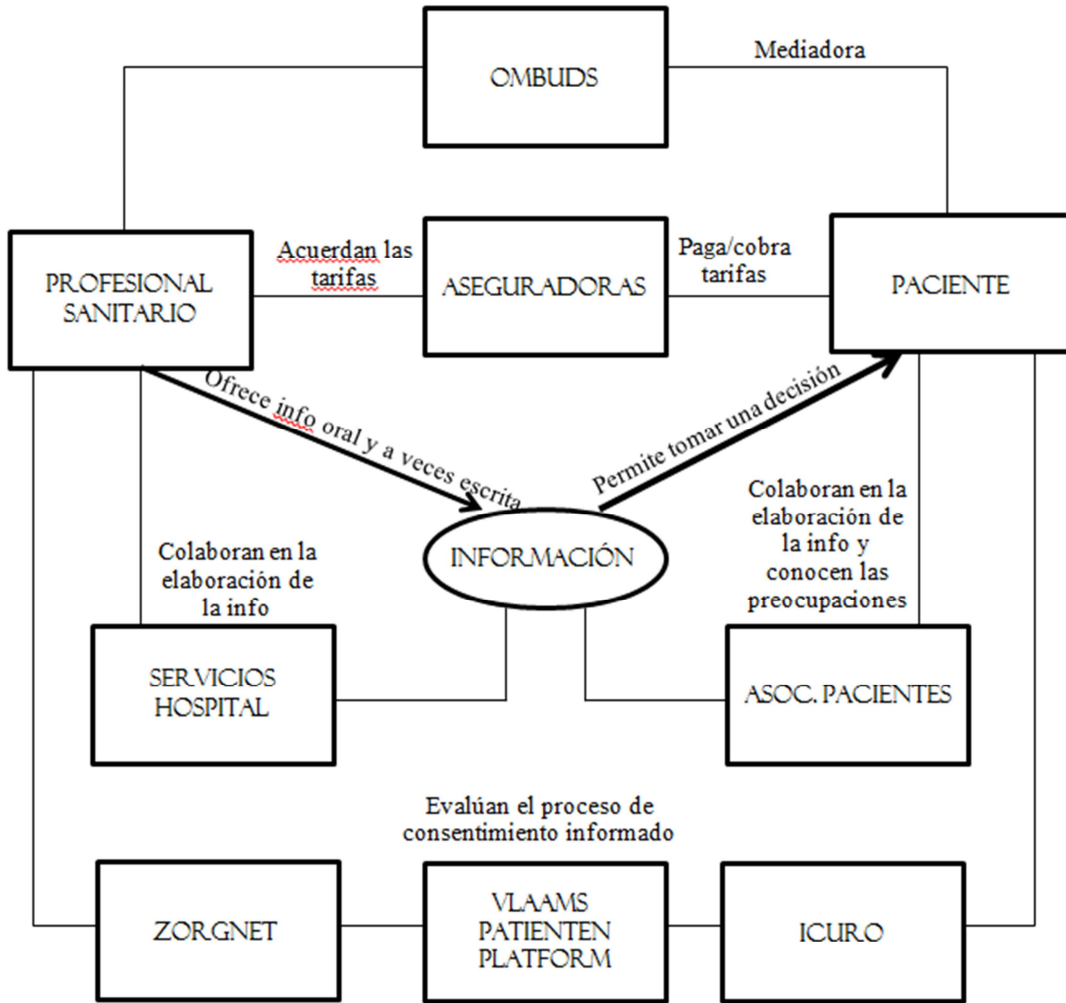 OMBUDS
Mediadora
PROFESIONAL
SANITARIO
Acuerdan las
tarifas
ASEGURADORAS
Paga/cobra
tarifas
PACIENTE
Ofrece info oral y a veces escrita
Permite tomar una decisión
INFORMACIÓN
Colaboran en la
elaboración de
la info
Colaboran en la
elaboración de
la info y
conocen las
preocupaciones
SERVICIOS
HOSPITAL
ASOC. PACIENTES
Evalúan el proceso de
consentimiento informado
ZORGNET
VLAAMS
PATIENTEN
PLATFORM
ICURO